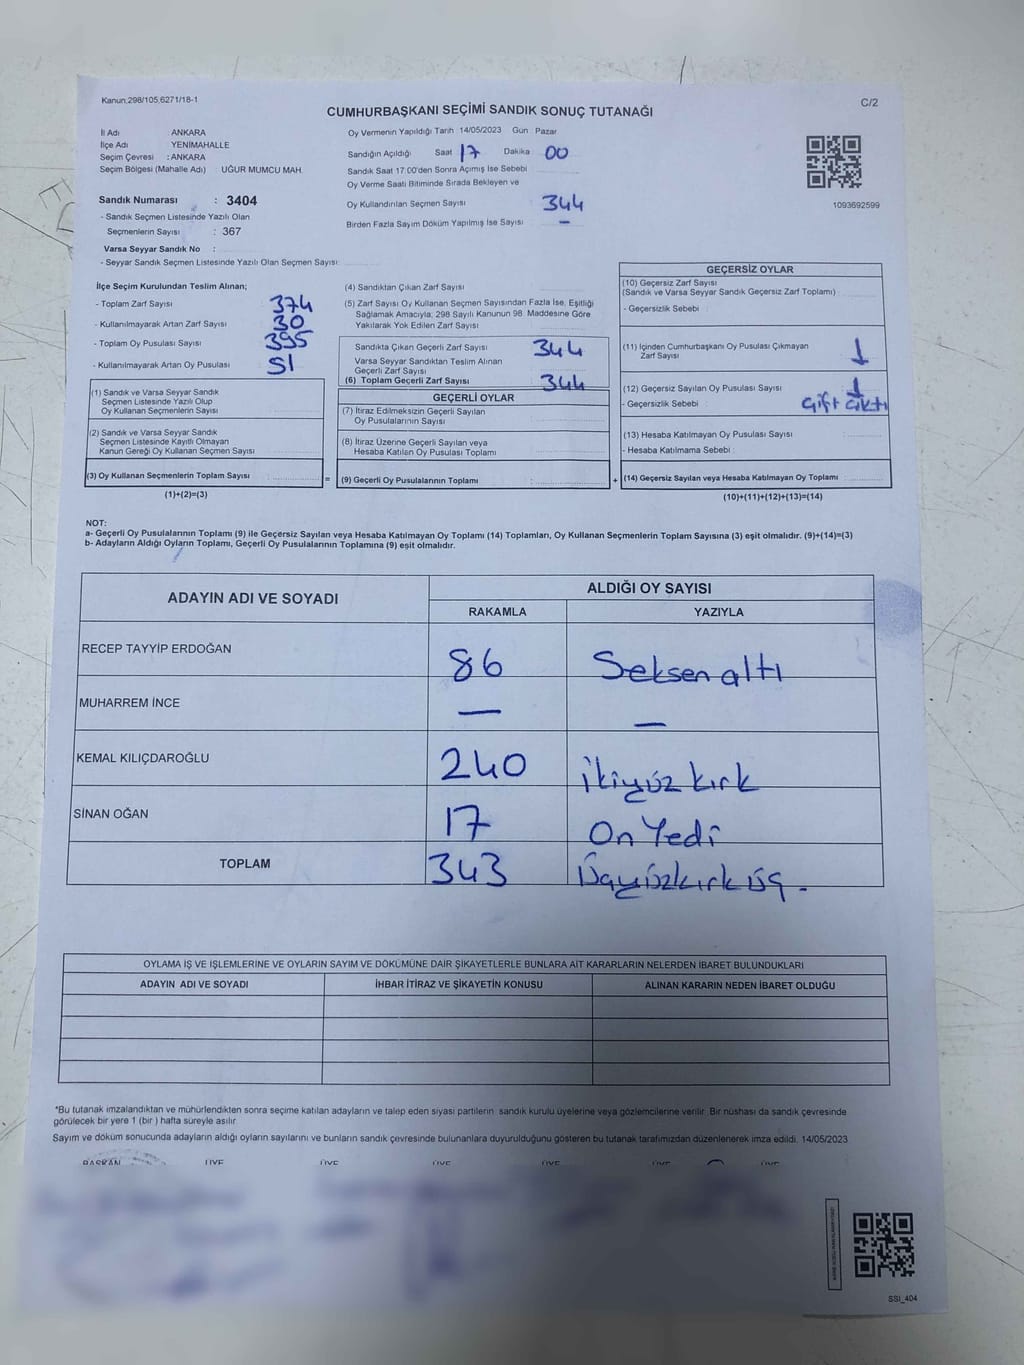 Kanun;298/105,6271/18-1
C/2
CUMHURBAŞKANI SEÇİMİ SANDIK SONUÇ TUTANAĞI
İl Adı ANKARA
İlçe Adı YENİMAHALLE
Seçim Çevresi : ANKARA
Seçim Bölgesi (Mahalle Adı) : UĞUR MUMCU MAH.
Sandık Numarası : 3404
- Sandık Seçmen Listesinde Yazılı Olan
Seçmenlerin Sayısı : 367
Varsa Seyyar Sandık No :
- Seyyar Sandık Seçmen Listesinde Yazılı Olan Seçmen Sayısı:
Oy Vermenin Yapıldığı Tarih 14/05/2023 Gün Pazar
Sandığın Açıldığı Saat 17 Dakika 00
Sandık Saat 17.00'den Sonra Açımış İse Sebebi
Oy Verme Saati Bitiminde Sırada Bekleyen ve
Oy Kullandırılan Seçmen Sayısı 344
Birden Fazla Sayım Döküm Yapılmış İse Sayısı —
1093692599
İlçe Seçim Kurulundan Teslim Alınan;
- Toplam Zarf Sayısı 374
- Kullanılmayarak Artan Zarf Sayısı 30
- Toplam Oy Pusulası Sayısı 395
- Kullanılmayarak Artan Oy Pusulası 51
(1) Sandık ve Varsa Seyyar Sandık
Seçmen Listesinde Yazılı Olup
Oy Kullanan Seçmenlerin Sayısı
(2) Sandık ve Varsa Seyyar Sandık
Seçmen Listesinde Kayıtlı Olmayan
Kanun Gereği Oy Kullanan Seçmen Sayısı
(3) Oy Kullanan Seçmenlerin Toplam Sayısı
=
(1)+(2)=(3)
(4) Sandıktan Çıkan Zarf Sayısı
(5) Zarf Sayısı Oy Kullanan Seçmen Sayısından Fazla İse, Eşitliği
Sağlamak Amacıyla; 298 Sayılı Kanunun 98. Maddesine Göre
Yakılarak Yok Edilen Zarf Sayısı
Sandıkta Çıkan Geçerli Zarf Sayısı 344
Varsa Seyyar Sandıktan Teslim Alınan
Geçerli Zarf Sayısı
(6) Toplam Geçerli Zarf Sayısı 344
GEÇERLİ OYLAR
(7) İtiraz Edilmeksizin Geçerli Sayılan
Oy Pusulalarının Sayısı
(8) İtiraz Üzerine Geçerli Sayılan veya
Hesaba Katılan Oy Pusulası Toplamı
(9) Geçerli Oy Pusulalarının Toplamı
+
GEÇERSİZ OYLAR
(10) Geçersiz Zarf Sayısı
(Sandık ve Varsa Seyyar Sandık Geçersiz Zarf Toplamı)
- Geçersizlik Sebebi :
(11) İçinden Cumhurbaşkanı Oy Pusulası Çıkmayan
Zarf Sayısı 1
(12) Geçersiz Sayılan Oy Pusulası Sayısı 1
- Geçersizlik Sebebi : çift çıktı
(13) Hesaba Katılmayan Oy Pusulası Sayısı
- Hesaba Katılmama Sebebi :
(14) Geçersiz Sayılan veya Hesaba Katılmayan Oy Toplamı
(10)+(11)+(12)+(13)=(14)
NOT:
a- Geçerli Oy Pusulalarının Toplamı (9) ile Geçersiz Sayılan veya Hesaba Katılmayan Oy Toplamı (14) Toplamları, Oy Kullanan Seçmenlerin Toplam Sayısına (3) eşit olmalıdır. (9)+(14)=(3)
b- Adayların Aldığı Oyların Toplamı, Geçerli Oy Pusulalarının Toplamına (9) eşit olmalıdır.
ADAYIN ADI VE SOYADI
ALDIĞI OY SAYISI
RAKAMLA YAZIYLA
RECEP TAYYİP ERDOĞAN 86 Seksen altı
MUHARREM İNCE — —
KEMAL KILIÇDAROĞLU 240 ikiyüz kırk
SİNAN OĞAN 17 On Yedi
TOPLAM 343 Üçyüzkırk üç.
OYLAMA İŞ VE İŞLEMLERİNE VE OYLARIN SAYIM VE DÖKÜMÜNE DAİR ŞİKAYETLERLE BUNLARA AİT KARARLARIN NELERDEN İBARET BULUNDUKLARI
ADAYIN ADI VE SOYADI İHBAR İTİRAZ VE ŞİKAYETİN KONUSU ALINAN KARARIN NEDEN İBARET OLDUĞU
*Bu tutanak imzalandıktan ve mühürlendikten sonra seçime katılan adayların ve talep eden siyasi partilerin sandık kurulu üyelerine veya gözlemcilerine verilir. Bir nüshası da sandık çevresinde
görülecek bir yere 1 (bir ) hafta süreyle asılır
Sayım ve döküm sonucunda adayların aldığı oyların sayılarını ve bunların sandık çevresinde bulunanlara duyurulduğunu gösteren bu tutanak tarafımızdan düzenlenerek imza edildi. 14/05/2023
BAŞKAN ÜYE ÜYE ÜYE ÜYE ÜYE ÜYE
SSI_404